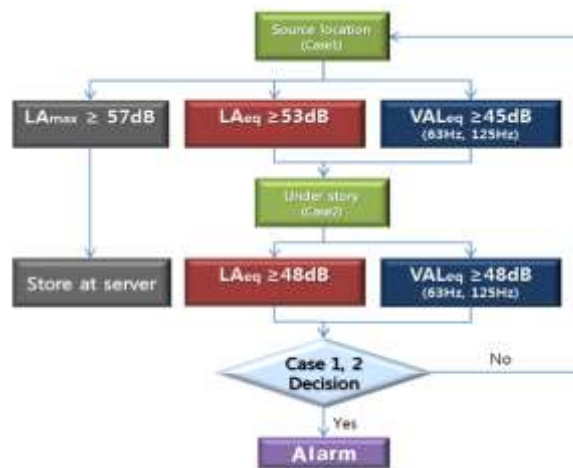 Source location
(Case1)
LAmax ≥ 57dB
LAeq ≥53dB
VALeq ≥45dB
(63Hz, 125Hz)
Under story
(Case2)
Store at server
LAeq ≥48dB
VALeq ≥48dB
(63Hz, 125Hz)
Case 1, 2
Decision
No
Yes
Alarm